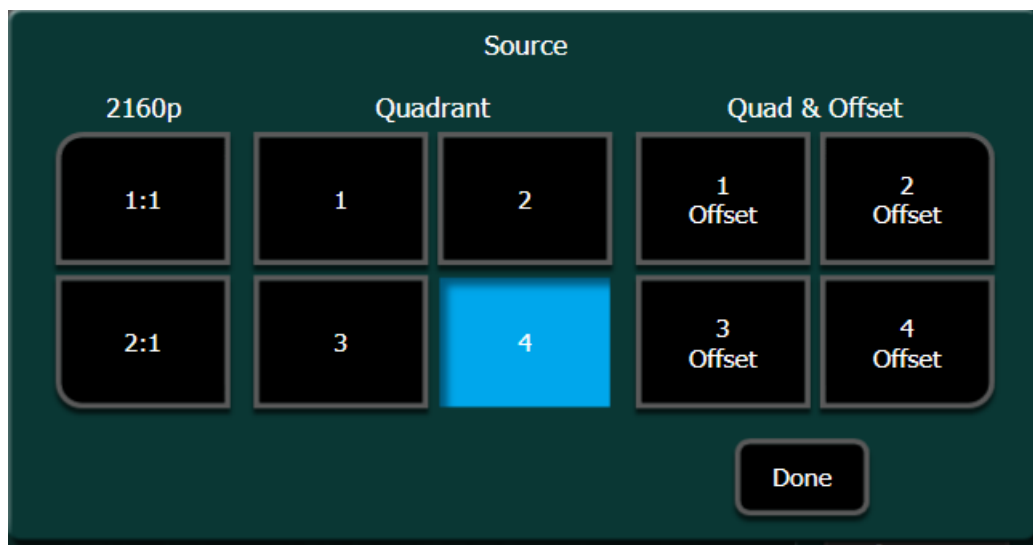 Source
2160p
Quadrant
Quad & Offset
1:1
1
2
1
Offset
2
Offset
2:1
3
4
3
Offset
4
Offset
Done